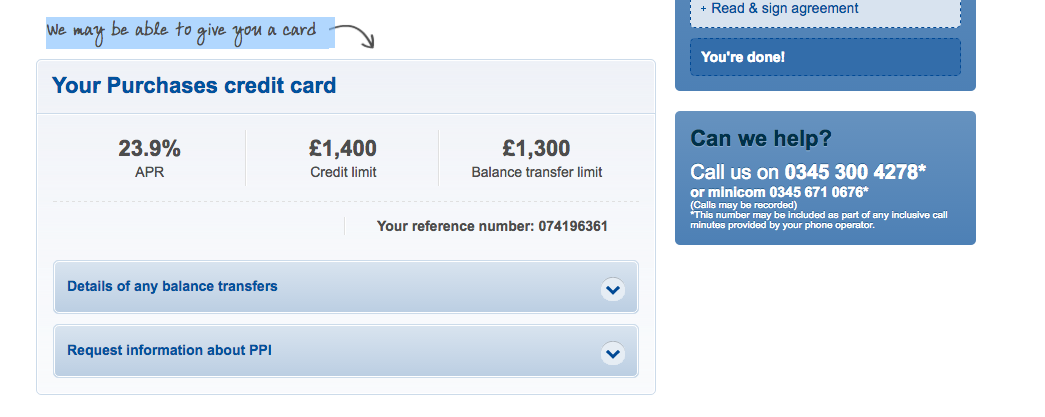 We may be able to give you a card
Your Purchases credit card
23.9%
APR
£1,400
Credit limit
£1,300
Balance transfer limit
Your reference number: 074196361
Details of any balance transfers
Request information about PPI
+ Read & sign agreement
You're done!
Can we help?
Call us on 0345 300 4278*
or minicom 0345 671 0676*
(Calls may be recorded)
*This number may be included as part of any inclusive call
minutes provided by your phone operator.